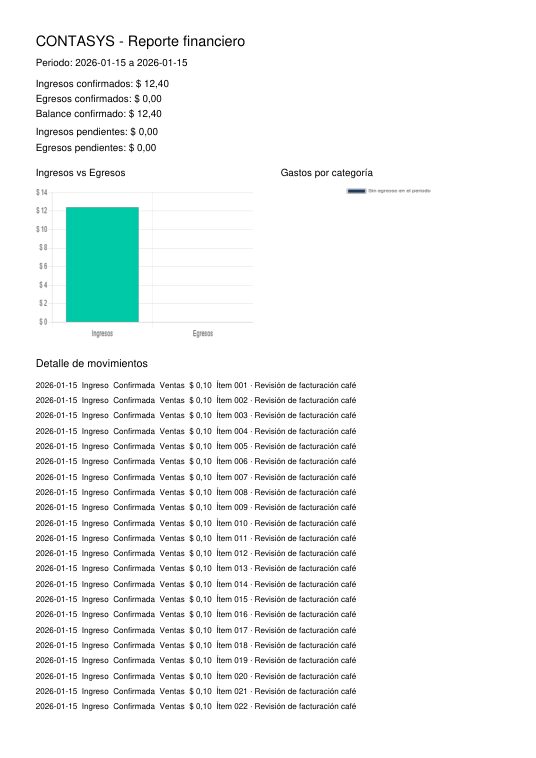 CONTASYS - Reporte financiero
Periodo: 2026-01-15 a 2026-01-15
Ingresos confirmados: $ 12,40
Egresos confirmados: $ 0,00
Balance confirmado: $ 12,40
Ingresos pendientes: $ 0,00
Egresos pendientes: $ 0,00
Ingresos vs Egresos
$ 14
$ 12
$ 10
$ 8
$ 6
$ 4
$ 2
$ 0
Ingresos Egresos
Gastos por categoría
Sin egresos en el periodo
Detalle de movimientos
2026-01-15 Ingreso Confirmada Ventas $ 0,10 Ítem 001 · Revisión de facturación café
2026-01-15 Ingreso Confirmada Ventas $ 0,10 Ítem 002 · Revisión de facturación café
2026-01-15 Ingreso Confirmada Ventas $ 0,10 Ítem 003 · Revisión de facturación café
2026-01-15 Ingreso Confirmada Ventas $ 0,10 Ítem 004 · Revisión de facturación café
2026-01-15 Ingreso Confirmada Ventas $ 0,10 Ítem 005 · Revisión de facturación café
2026-01-15 Ingreso Confirmada Ventas $ 0,10 Ítem 006 · Revisión de facturación café
2026-01-15 Ingreso Confirmada Ventas $ 0,10 Ítem 007 · Revisión de facturación café
2026-01-15 Ingreso Confirmada Ventas $ 0,10 Ítem 008 · Revisión de facturación café
2026-01-15 Ingreso Confirmada Ventas $ 0,10 Ítem 009 · Revisión de facturación café
2026-01-15 Ingreso Confirmada Ventas $ 0,10 Ítem 010 · Revisión de facturación café
2026-01-15 Ingreso Confirmada Ventas $ 0,10 Ítem 011 · Revisión de facturación café
2026-01-15 Ingreso Confirmada Ventas $ 0,10 Ítem 012 · Revisión de facturación café
2026-01-15 Ingreso Confirmada Ventas $ 0,10 Ítem 013 · Revisión de facturación café
2026-01-15 Ingreso Confirmada Ventas $ 0,10 Ítem 014 · Revisión de facturación café
2026-01-15 Ingreso Confirmada Ventas $ 0,10 Ítem 015 · Revisión de facturación café
2026-01-15 Ingreso Confirmada Ventas $ 0,10 Ítem 016 · Revisión de facturación café
2026-01-15 Ingreso Confirmada Ventas $ 0,10 Ítem 017 · Revisión de facturación café
2026-01-15 Ingreso Confirmada Ventas $ 0,10 Ítem 018 · Revisión de facturación café
2026-01-15 Ingreso Confirmada Ventas $ 0,10 Ítem 019 · Revisión de facturación café
2026-01-15 Ingreso Confirmada Ventas $ 0,10 Ítem 020 · Revisión de facturación café
2026-01-15 Ingreso Confirmada Ventas $ 0,10 Ítem 021 · Revisión de facturación café
2026-01-15 Ingreso Confirmada Ventas $ 0,10 Ítem 022 · Revisión de facturación café